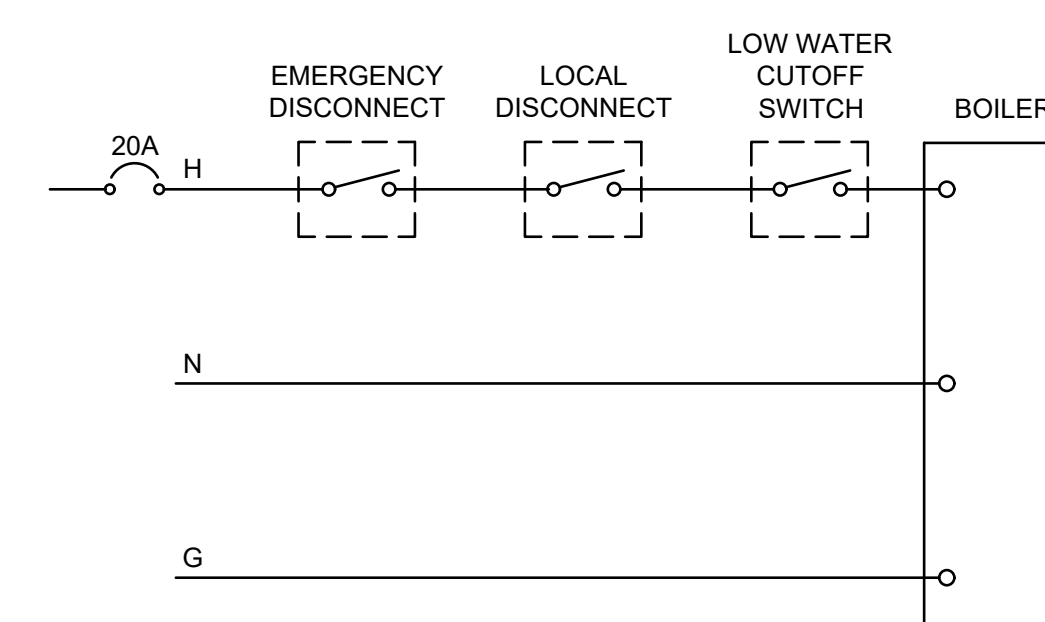 EMERGENCY
DISCONNECT
LOCAL
DISCONNECT
LOW WATER
CUTOFF
SWITCH
BOILER
20A
H
N
G